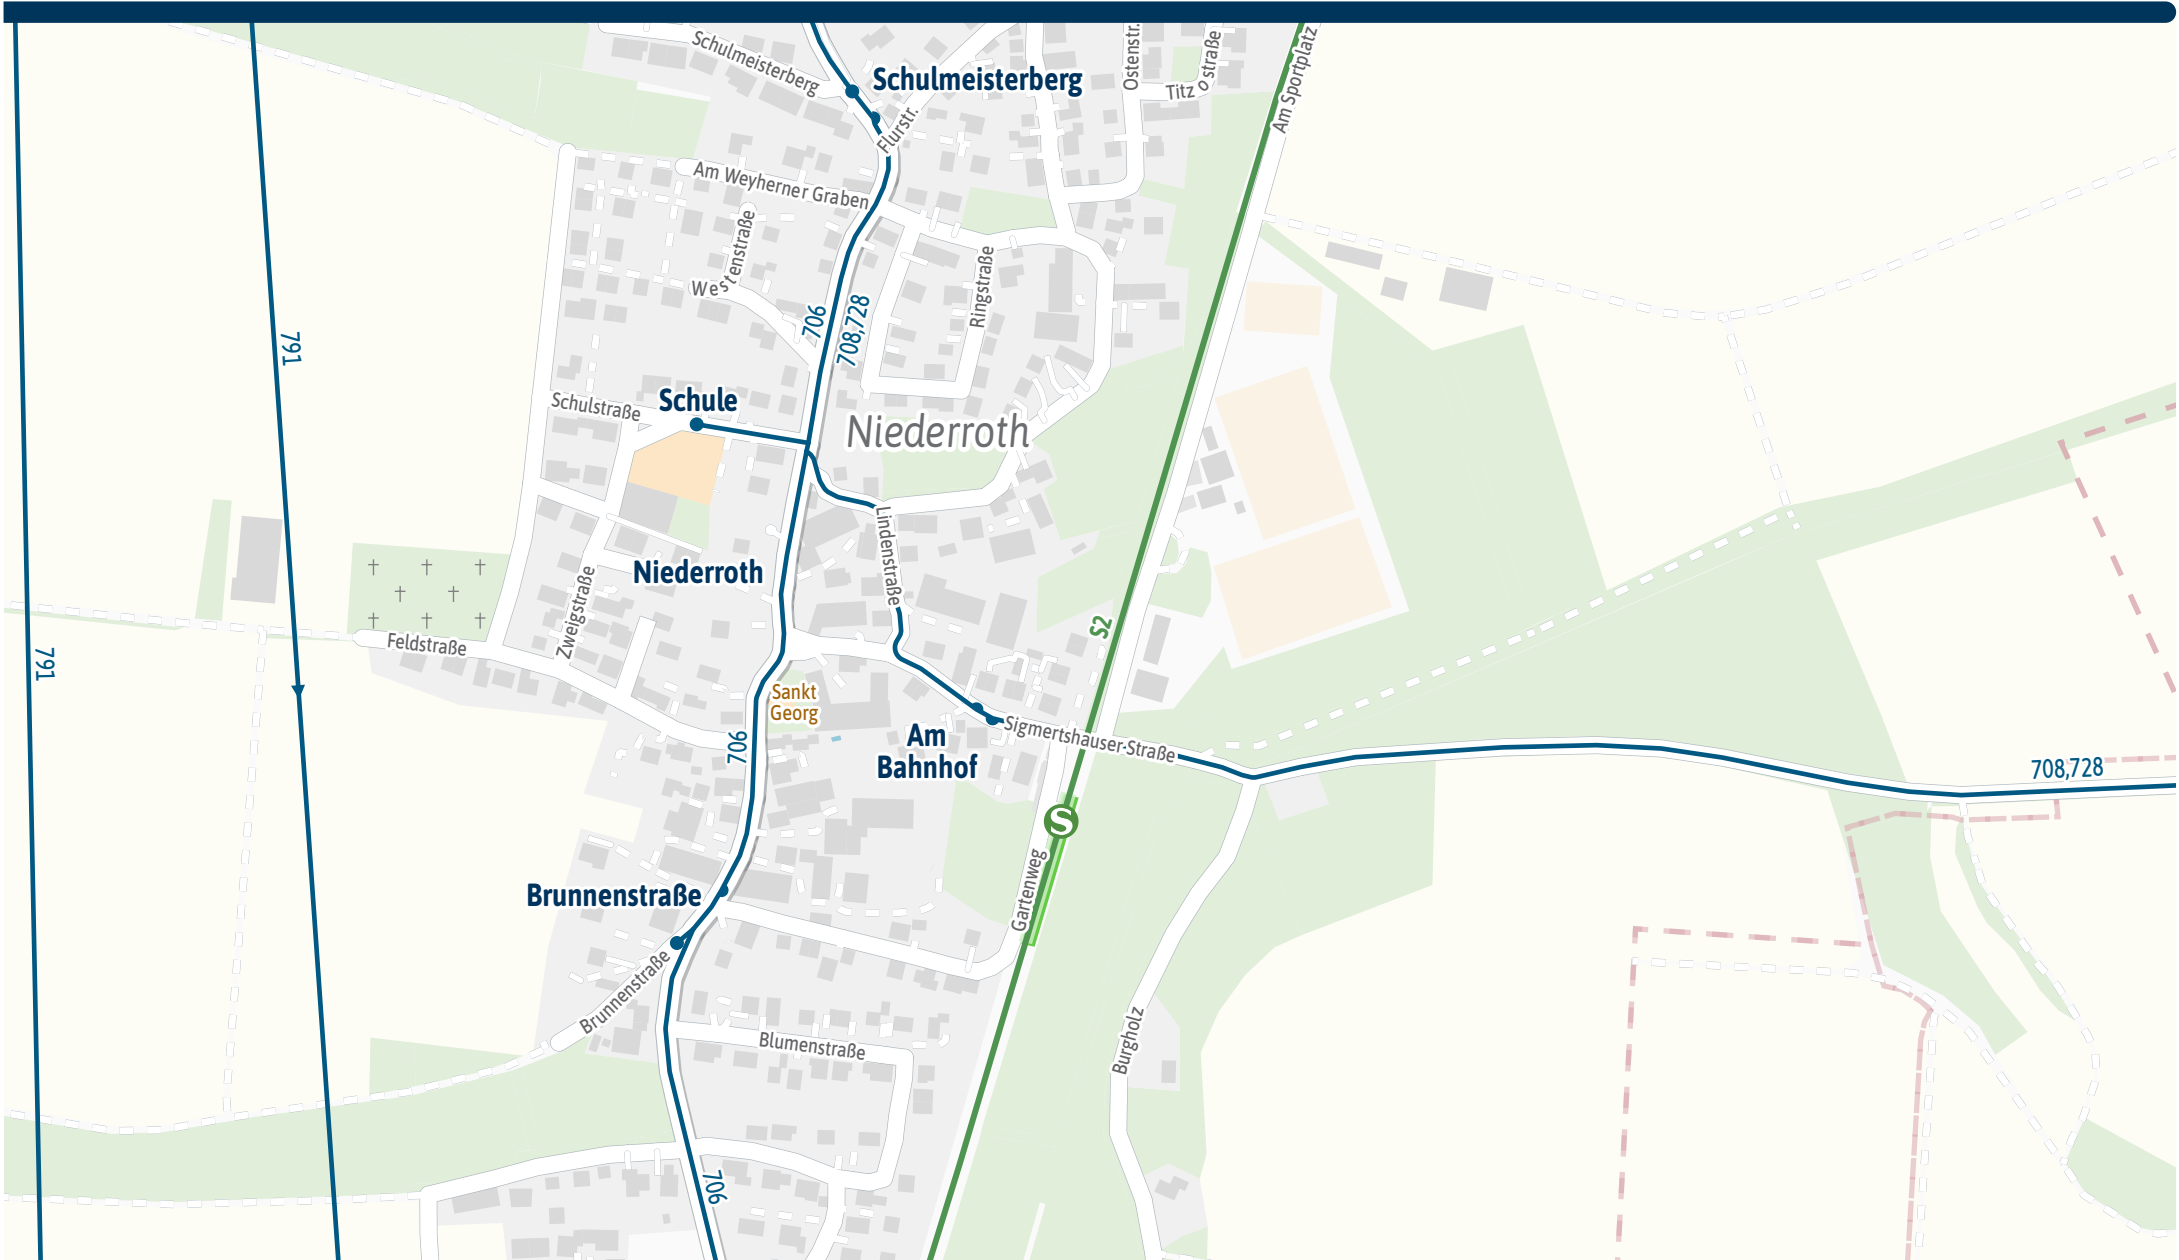 Schulmeisterberg
Schulmeisterberg
Ostenstr.
Titostraße
Am Sportplatz
Flurstr.
Am Weyherner Graben
Westenstraße
Ringstraße
706
708,728
791
Schule
Schulstraße
Niederroth
Lindenstraße
Niederroth
Zweigstraße
Feldstraße
791
S2
Sankt
Georg
706
Am
Bahnhof
Sigmertshauser-Straße
708,728
S
Gartenweg
Brunnenstraße
Brunnenstraße
Blumenstraße
Burgholz
706